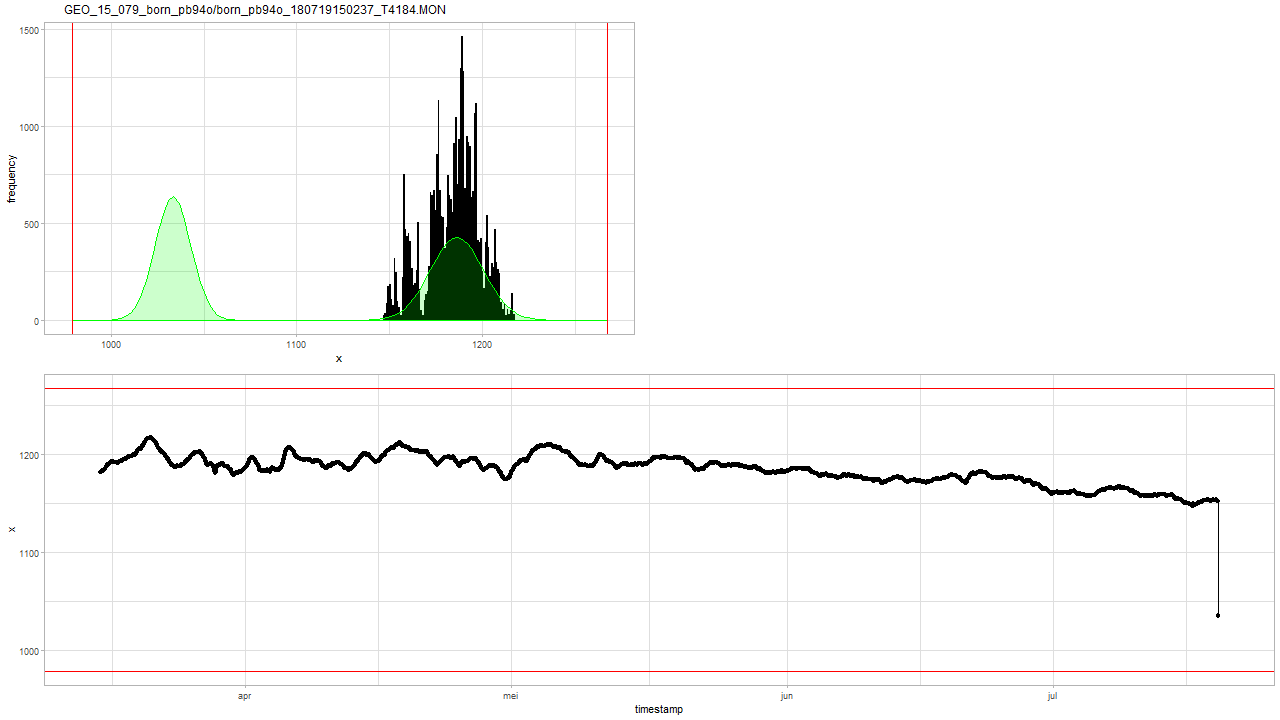 GEO_15_079_born_pb94o/born_pb94o_180719150237_T4184.MON
1500
1000
500
0
frequency
1000 1100 1200
x
1200
1100
1000
x
apr mei jun jul
timestamp